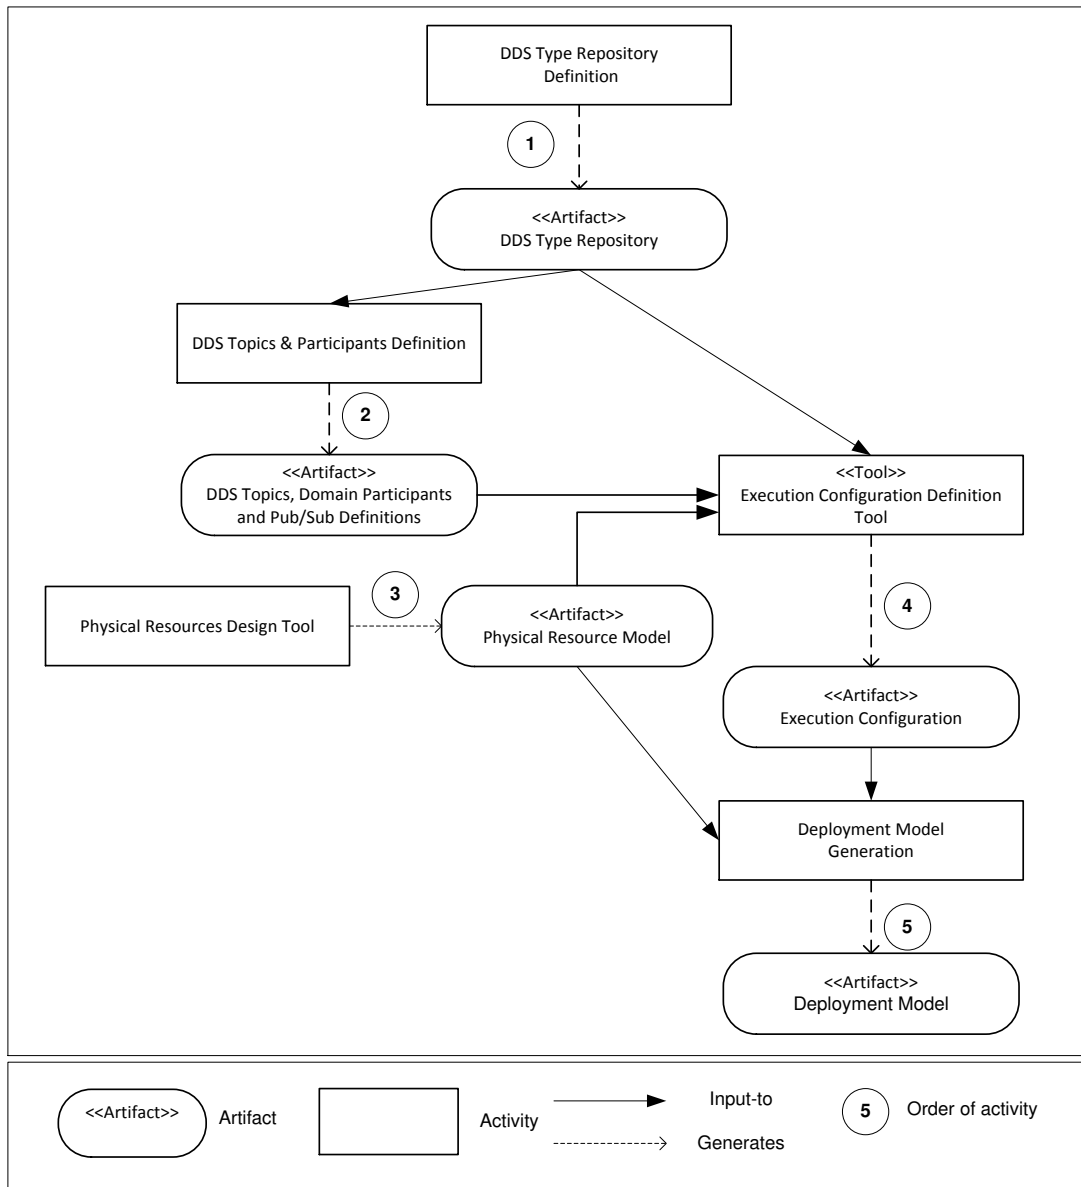 DDS Type Repository
Definition
1
<<Artifact>>
DDS Type Repository
DDS Topics & Participants Definition
2
<<Artifact>>
DDS Topics, Domain Participants
and Pub/Sub Definitions
<<Tool>>
Execution Configuration Definition
Tool
3
Physical Resources Design Tool
<<Artifact>>
Physical Resource Model
4
<<Artifact>>
Execution Configuration
Deployment Model
Generation
5
<<Artifact>>
Deployment Model
<<Artifact>>
Artifact
Activity
Input-to
Generates
5
Order of activity